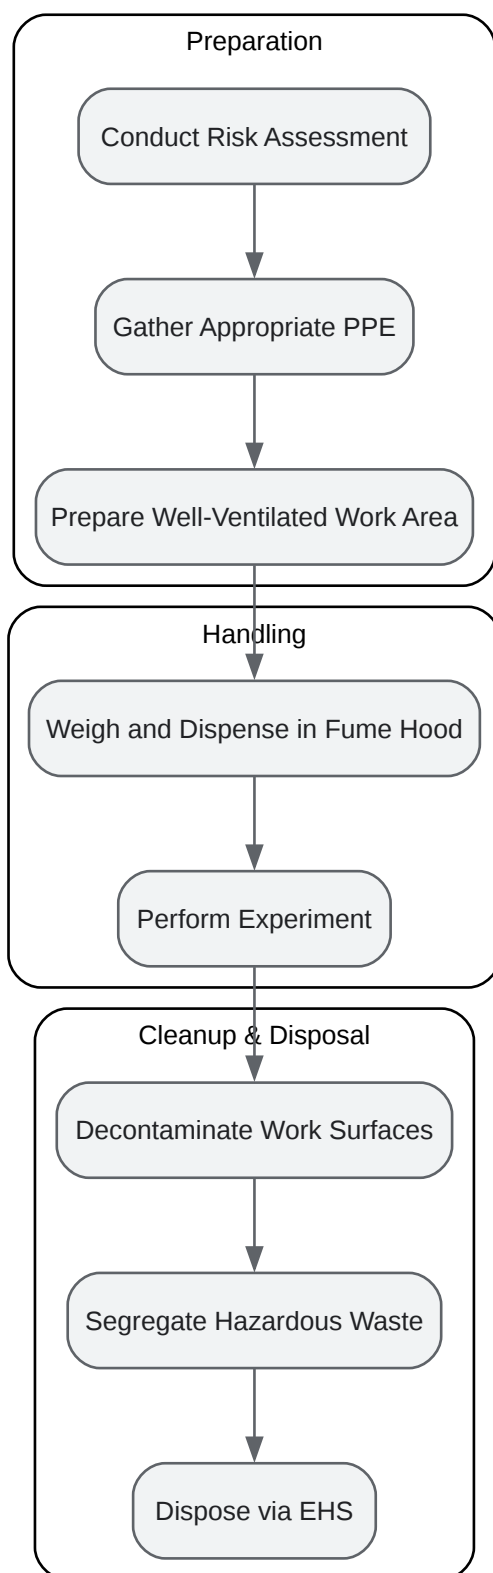 Preparation
Conduct Risk Assessment
Gather Appropriate PPE
Prepare Well-Ventilated Work Area
Handling
Weigh and Dispense in Fume Hood
Perform Experiment
Cleanup & Disposal
Decontaminate Work Surfaces
Segregate Hazardous Waste
Dispose via EHS